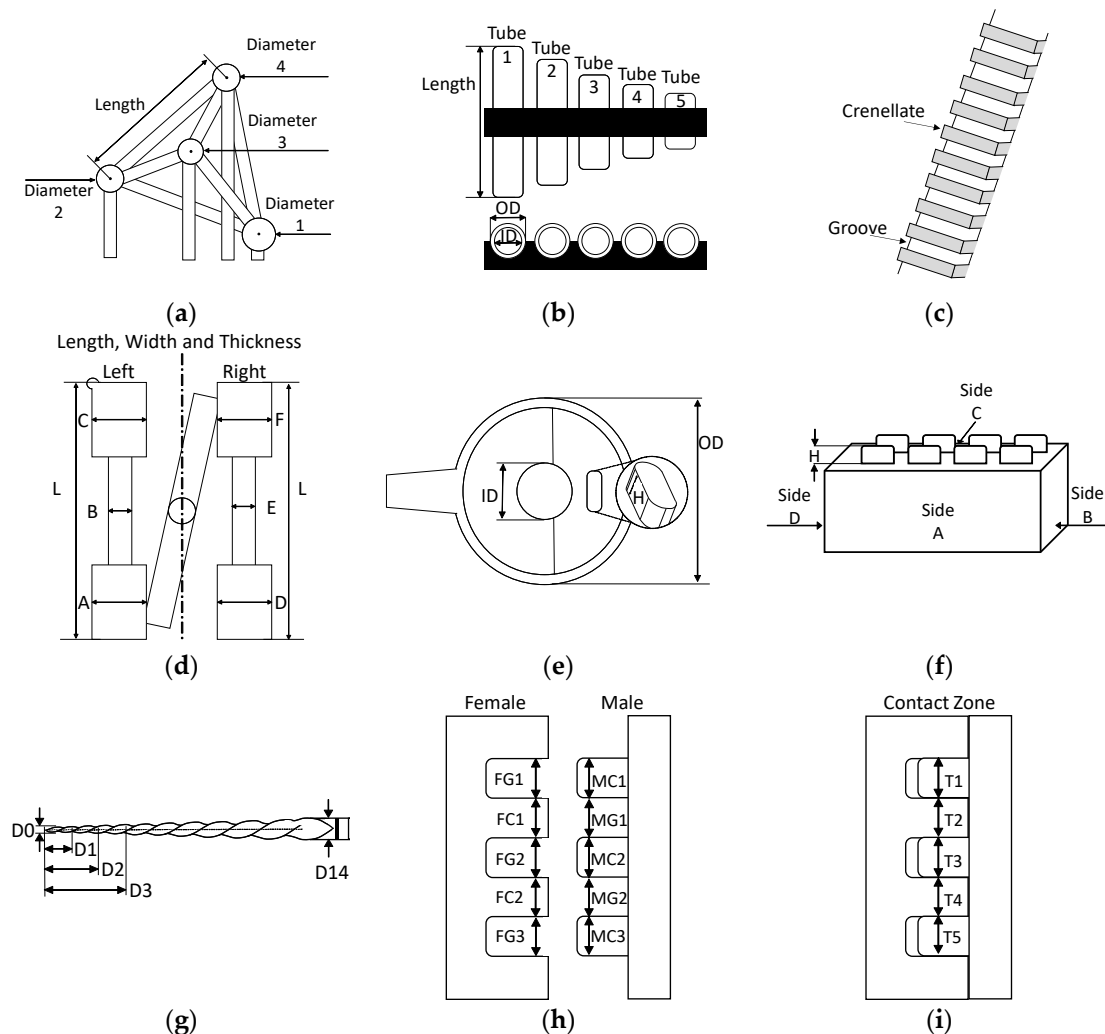 Diameter
4
Length
Diameter
3
Diameter
2
Diameter
1
(a)
Tube
1
Tube
2
Tube
3
Tube
4
Tube
5
Length
OD
ID
(b)
Crenellate
Groove
(c)
Length, Width and Thickness
Left
Right
C
F
L
B
E
L
A
D
(d)
OD
ID
H
(e)
Side
C
H
Side
D
Side
A
Side
B
(f)
D0
D1
D2
D3
D14
(g)
Female
Male
FG1
MC1
FC1
MG1
FG2
MC2
FC2
MG2
FG3
MC3
(h)
Contact Zone
T1
T2
T3
T4
T5
(i)